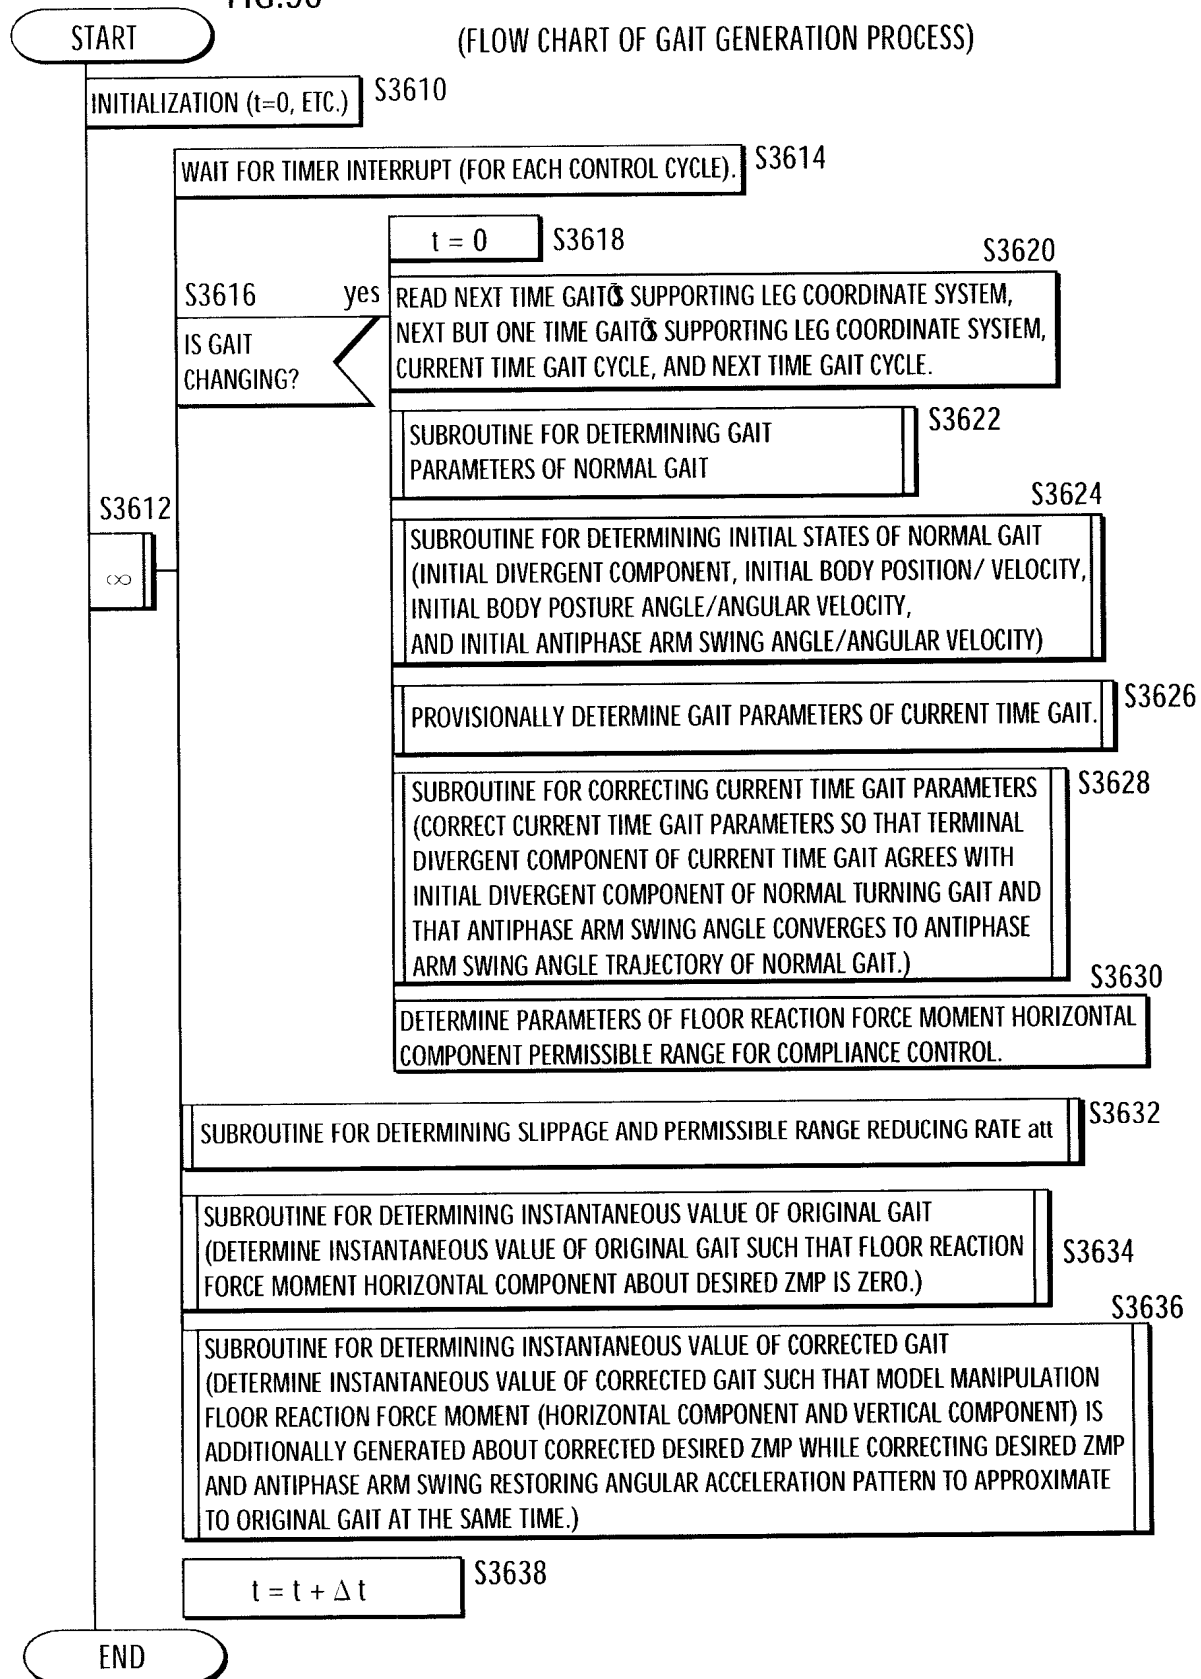 START
(FLOW CHART OF GAIT GENERATION PROCESS)
INITIALIZATION (t=0, ETC.)
S3610
WAIT FOR TIMER INTERRUPT (FOR EACH CONTROL CYCLE).
S3614
t = 0
S3618
S3620
S3616
yes
IS GAIT
CHANGING?
READ NEXT TIME SUPPORTING LEG COORDINATE SYSTEM,
NEXT BUT ONE TIME SUPPORTING LEG COORDINATE SYSTEM,
CURRENT TIME GAIT CYCLE, AND NEXT TIME GAIT CYCLE.
SUBROUTINE FOR DETERMINING GAIT
PARAMETERS OF NORMAL GAIT
S3622
S3612
∞
S3624
SUBROUTINE FOR DETERMINING INITIAL STATES OF NORMAL GAIT
(INITIAL DIVERGENT COMPONENT, INITIAL BODY POSITION/ VELOCITY,
INITIAL BODY POSTURE ANGLE/ANGULAR VELOCITY,
AND INITIAL ANTIPHASE ARM SWING ANGLE/ANGULAR VELOCITY)
PROVISIONALLY DETERMINE GAIT PARAMETERS OF CURRENT TIME GAIT.
S3626
SUBROUTINE FOR CORRECTING CURRENT TIME GAIT PARAMETERS
(CORRECT CURRENT TIME GAIT PARAMETERS SO THAT TERMINAL
DIVERGENT COMPONENT OF CURRENT TIME GAIT AGREES WITH
INITIAL DIVERGENT COMPONENT OF NORMAL TURNING GAIT AND
THAT ANTIPHASE ARM SWING ANGLE CONVERGES TO ANTIPHASE
ARM SWING ANGLE TRAJECTORY OF NORMAL GAIT.)
S3628
S3630
DETERMINE PARAMETERS OF FLOOR REACTION FORCE MOMENT HORIZONTAL
COMPONENT PERMISSIBLE RANGE FOR COMPLIANCE CONTROL.
SUBROUTINE FOR DETERMINING SLIPPAGE AND PERMISSIBLE RANGE REDUCING RATE att
S3632
SUBROUTINE FOR DETERMINING INSTANTANEOUS VALUE OF ORIGINAL GAIT
(DETERMINE INSTANTANEOUS VALUE OF ORIGINAL GAIT SUCH THAT FLOOR REACTION
FORCE MOMENT HORIZONTAL COMPONENT ABOUT DESIRED ZMP IS ZERO.)
S3634
S3636
SUBROUTINE FOR DETERMINING INSTANTANEOUS VALUE OF CORRECTED GAIT
(DETERMINE INSTANTANEOUS VALUE OF CORRECTED GAIT SUCH THAT MODEL MANIPULATION
FLOOR REACTION FORCE MOMENT (HORIZONTAL COMPONENT AND VERTICAL COMPONENT) IS
ADDITIONALLY GENERATED ABOUT CORRECTED DESIRED ZMP WHILE CORRECTING DESIRED ZMP
AND ANTIPHASE ARM SWING RESTORING ANGULAR ACCELERATION PATTERN TO APPROXIMATE
TO ORIGINAL GAIT AT THE SAME TIME.)
t = t + Δ t
S3638
END